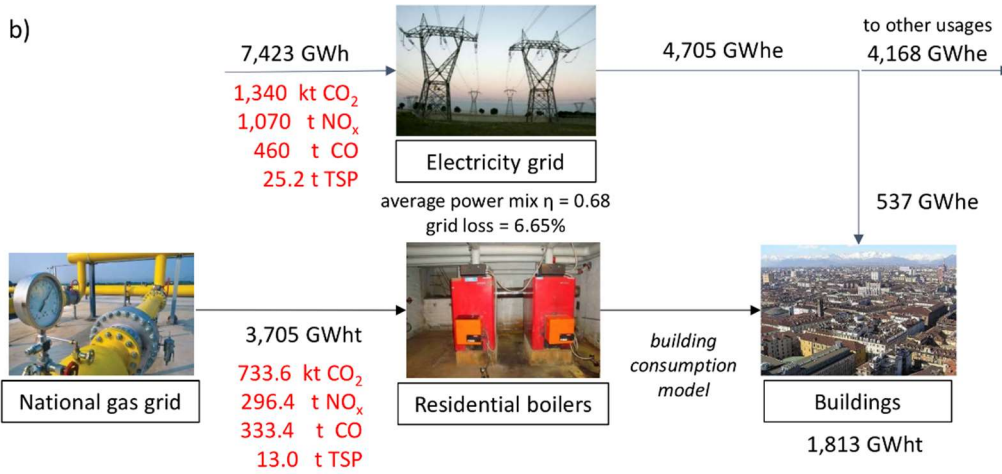 b)
7,423 GWh
1,340 kt CO₂
1,070 t NOₓ
460 t CO
25.2 t TSP
Electricity grid
average power mix η = 0.68
grid loss = 6.65%
4,705 GWhe
to other usages
4,168 GWhe
537 GWhe
National gas grid
3,705 GWht
733.6 kt CO₂
296.4 t NOₓ
333.4 t CO
13.0 t TSP
Residential boilers
building
consumption
model
Buildings
1,813 GWht